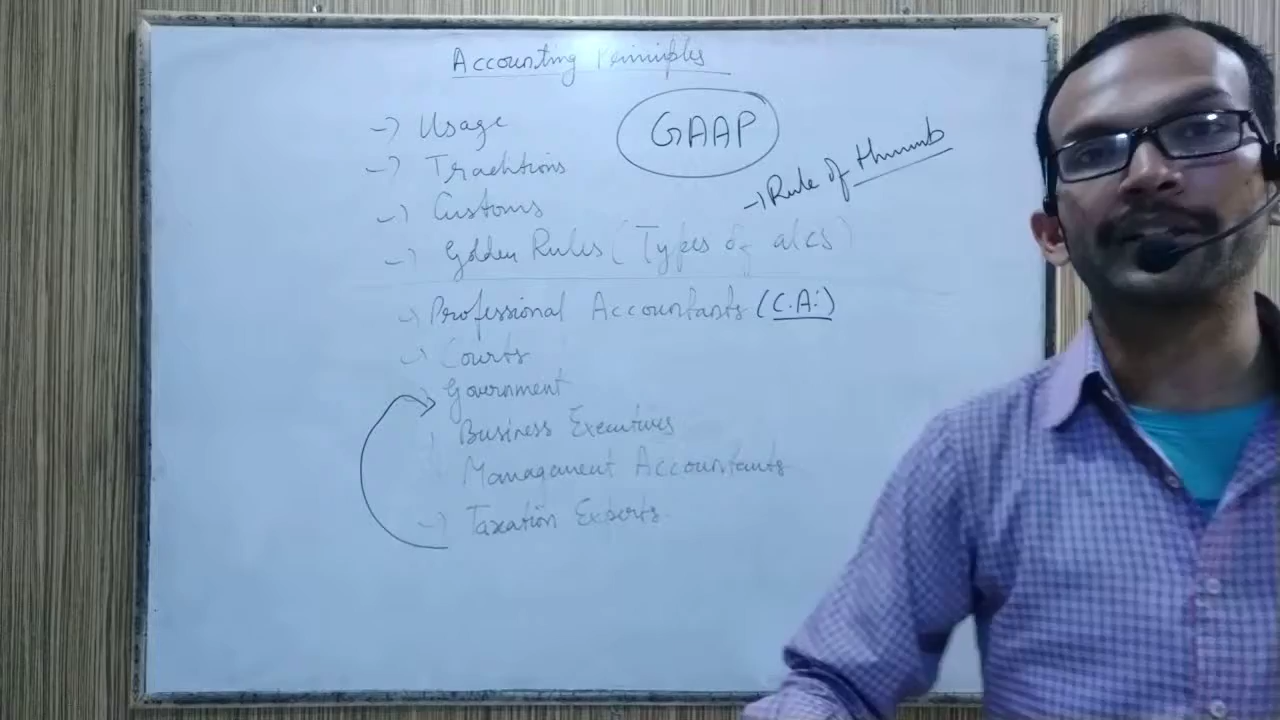 Accounting Principles
-> Usage
GAAP
-> Traditions
-> Rule of thumb
-> Customs
-> Golden Rules (Types of a/cs)
-> Professional Accountants (C.A.)
-> Courts
-> Government
Business Executives
Management Accountants
-> Taxation Experts